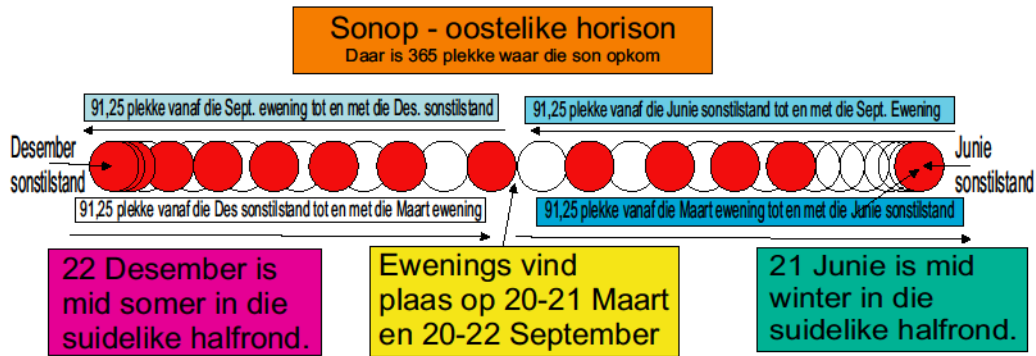 Sonop - oostelike horison
Daar is 365 plekke waar die son opkom
91,25 plekke vanaf die Sept. ewening tot en met die Des. sonstilstand
91,25 plekke vanaf die Junie sonstilstand tot en met die Sept. Ewening
Desember
sonstilstand
Junie
sonstilstand
91,25 plekke vanaf die Des sonstilstand tot en met die Maart ewening
91,25 plekke vanaf die Maart ewening tot en met die Junie sonstilstand
22 Desember is
mid somer in die
suidelike halfrond.
Ewenings vind
plaas op 20-21 Maart
en 20-22 September
21 Junie is mid
winter in die
suidelike halfrond.